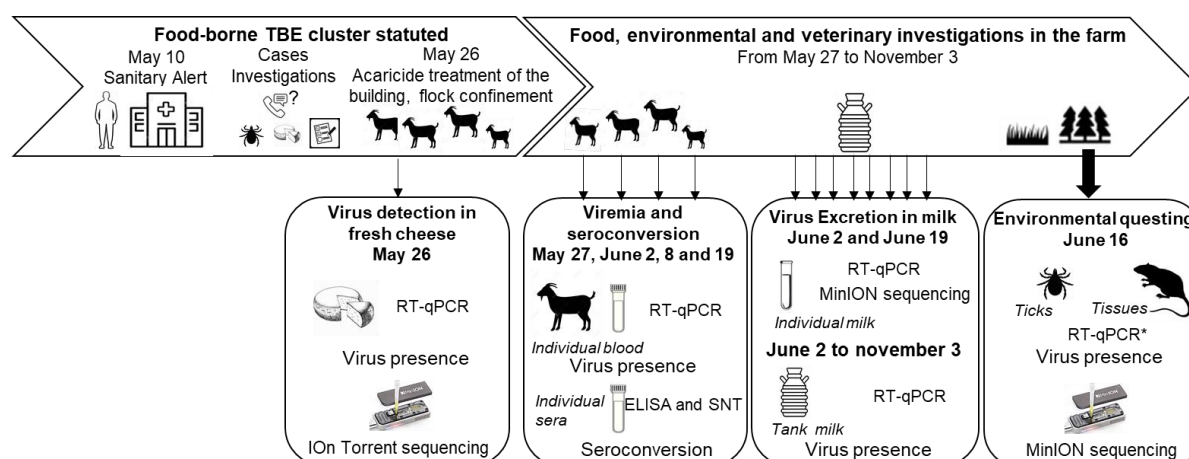 Food-borne TBE cluster statuted
May 10
Sanitary Alert
Cases
Investigations
?
May 26
Acaricide treatment of the
building, flock confinement
Food, environmental and veterinary investigations in the farm
From May 27 to November 3
Virus detection in
fresh cheese
May 26
RT-qPCR
Virus presence
IOn Torrent sequencing
Viremia and
seroconversion
May 27, June 2, 8 and 19
RT-qPCR
Individual blood
Virus presence
Individual
sera
ELISA and SNT
Seroconversion
Virus Excretion in milk
June 2 and June 19
RT-qPCR
MinION sequencing
Individual milk
June 2 to november 3
RT-qPCR
Tank milk
Virus presence
Environmental questing
June 16
Ticks
Tissues
RT-qPCR*
Virus presence
MinION sequencing